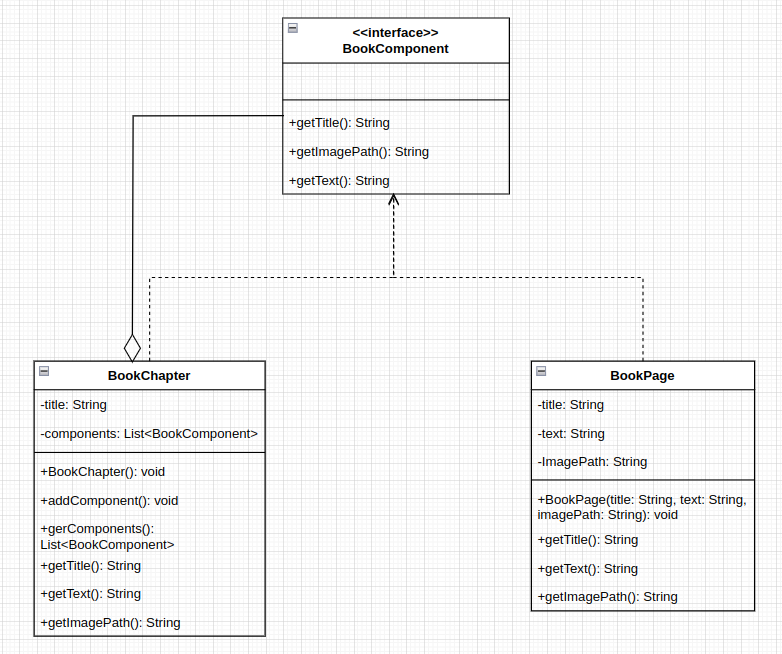 <<interface>>
BookComponent
+getTitle(): String
+getImagePath(): String
+getText(): String
BookChapter
-title: String
-components: List<BookComponent>
+BookChapter(): void
+addComponent(): void
+gerComponents():
List<BookComponent>
+getTitle(): String
+getText(): String
+getImagePath(): String
BookPage
-title: String
-text: String
-ImagePath: String
+BookPage(title: String, text: String,
imagePath: String): void
+getTitle(): String
+getText(): String
+getImagePath(): String